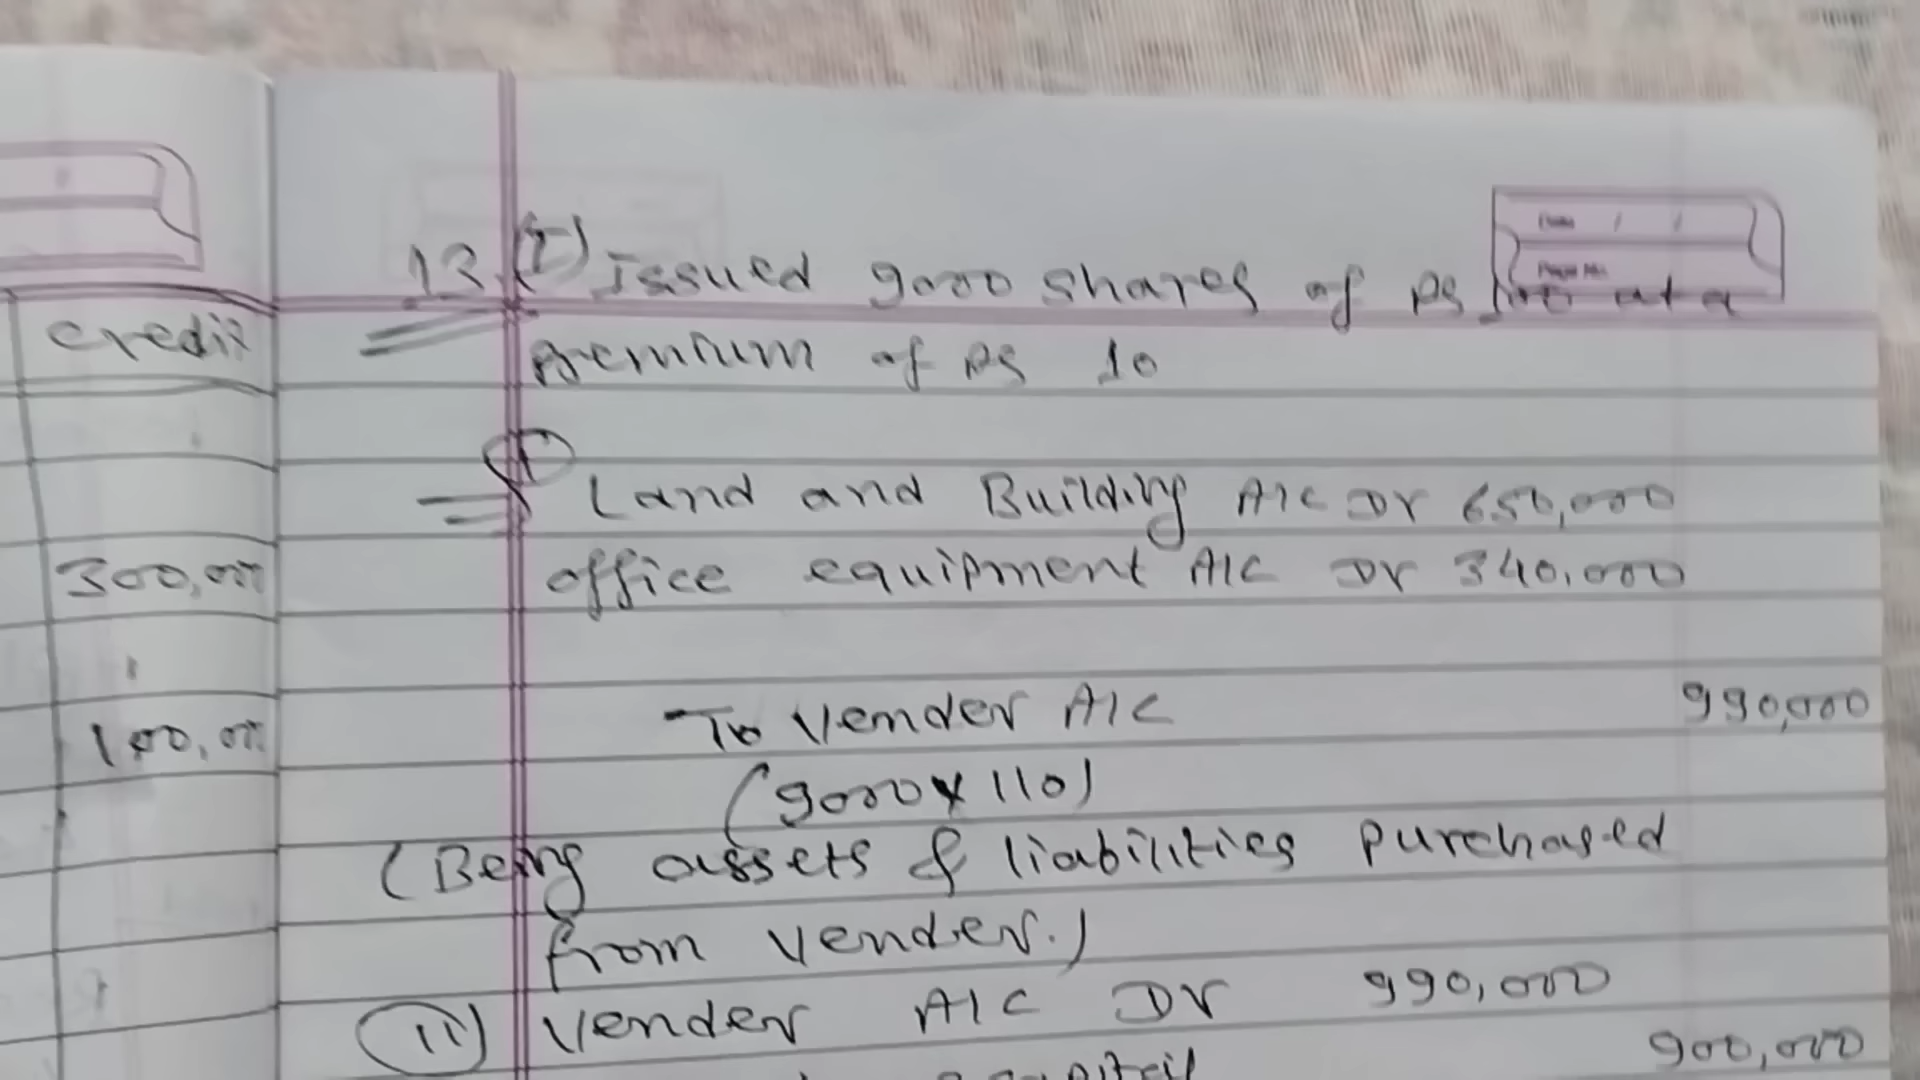 credit
300,000
100,000
13.(I) Issued 9000 shares of Rs 100 at a
premium of Rs 10
(I)
Land and Building A/C Dr 650,000
office equipment A/C Dr 340,000
To Vender A/C 990,000
(9000 x 110)
(Being assets & liabilities purchased
from vender.)
(ii) Vender A/C Dr 990,000
900,000